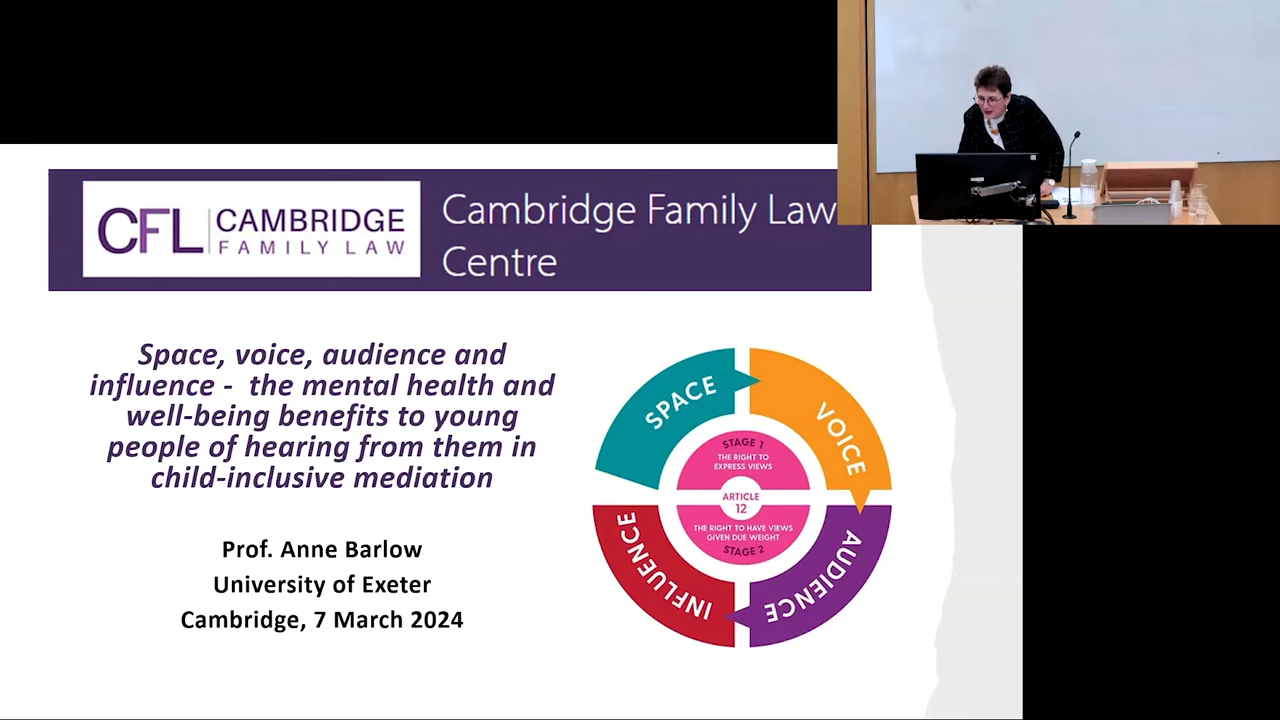 CFL CAMBRIDGE
FAMILY LAW
Cambridge Family Law
Centre
Space, voice, audience and
influence - the mental health and
well-being benefits to young
people of hearing from them in
child-inclusive mediation
Prof. Anne Barlow
University of Exeter
Cambridge, 7 March 2024
SPACE
VOICE
AUDIENCE
INFLUENCE
STAGE 1
THE RIGHT TO
EXPRESS VIEWS
ARTICLE
12
THE RIGHT TO HAVE VIEWS
GIVEN DUE WEIGHT
STAGE 2